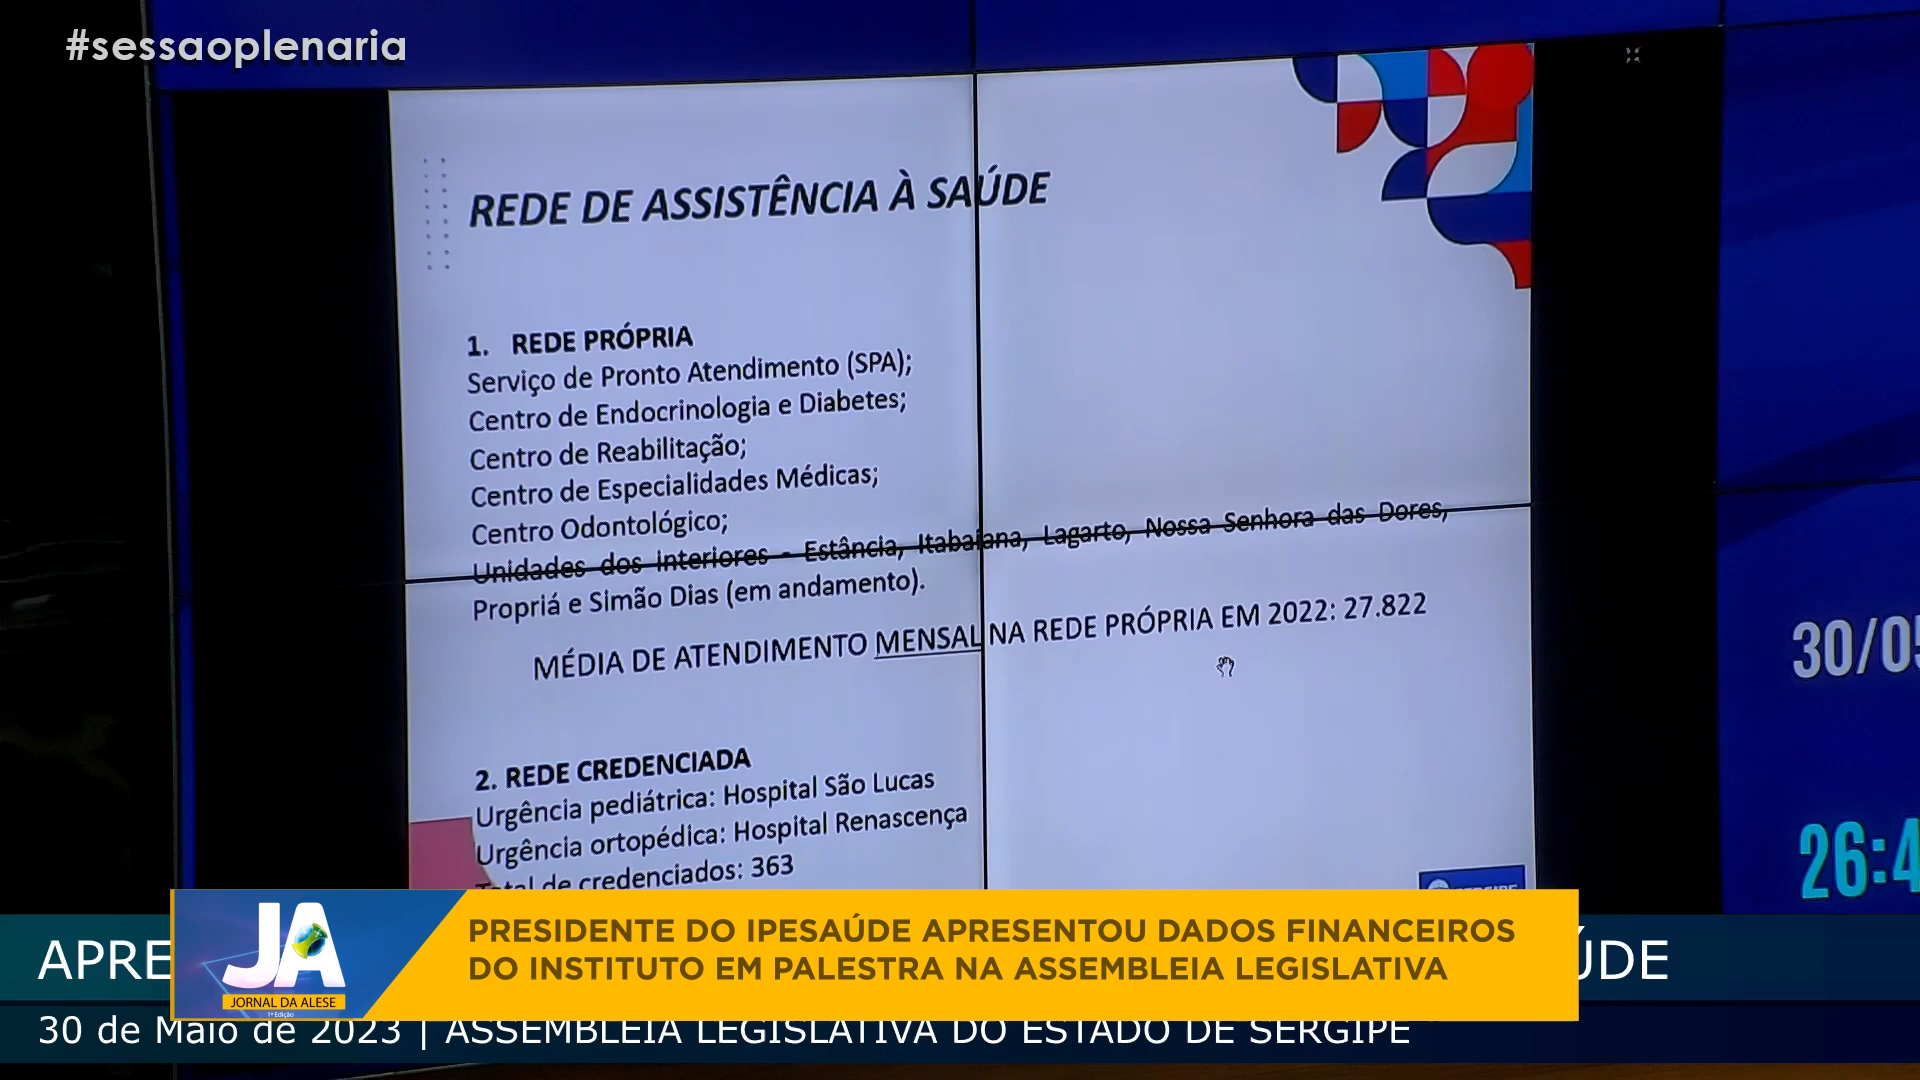 #sessaoplenaria
REDE DE ASSISTÊNCIA À SAÚDE
1. REDE PRÓPRIA
Serviço de Pronto Atendimento (SPA);
Centro de Endocrinologia e Diabetes;
Centro de Reabilitação;
Centro de Especialidades Médicas;
Centro Odontológico;
Unidades dos interiores - Estância, Itabaiana, Lagarto, Nossa Senhora das Dores,
Propriá e Simão Dias (em andamento).
MÉDIA DE ATENDIMENTO MENSAL NA REDE PRÓPRIA EM 2022: 27.822
2. REDE CREDENCIADA
Urgência pediátrica: Hospital São Lucas
Urgência ortopédica: Hospital Renascença
Total de credenciados: 363
30/05
26:4
JA
JORNAL DA ALESE
1ª Edição
PRESIDENTE DO IPESAÚDE APRESENTOU DADOS FINANCEIROS
DO INSTITUTO EM PALESTRA NA ASSEMBLEIA LEGISLATIVA
APRE ÚDE
30 de Maio de 2023 | ASSEMBLEIA LEGISLATIVA DO ESTADO DE SERGIPE